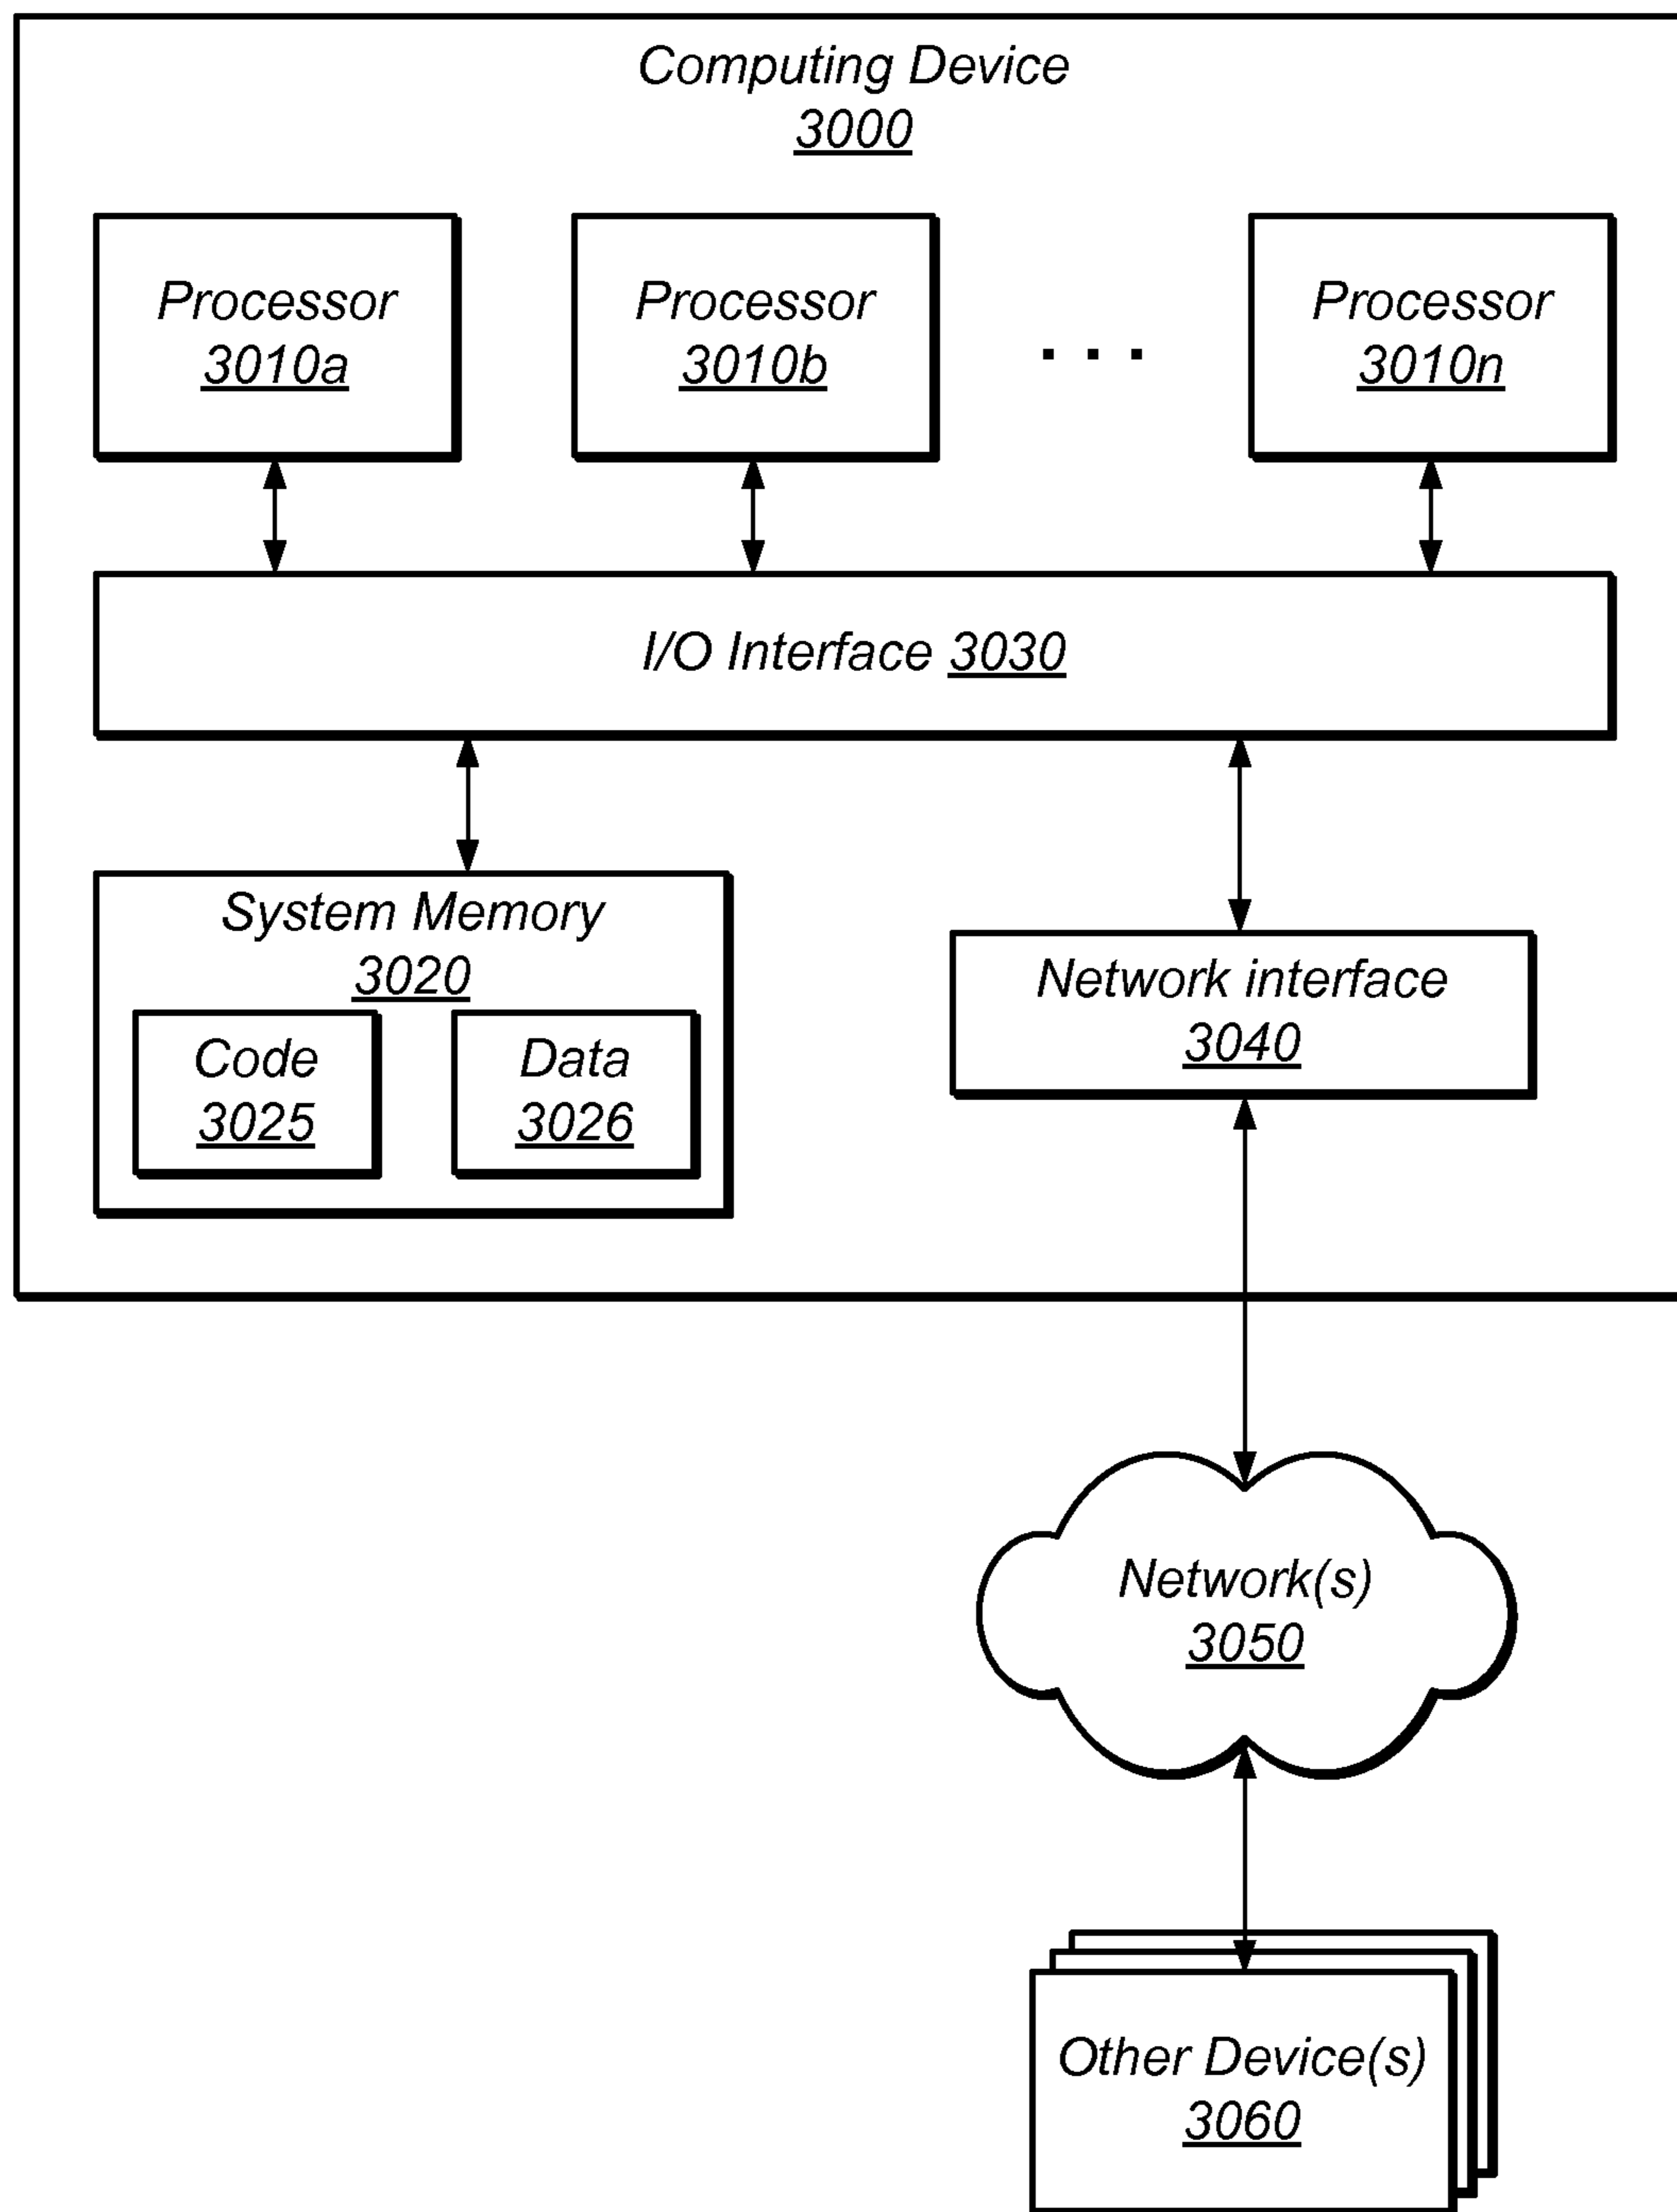 Computing Device
3000
Processor
3010a
Processor
3010b
. . .
Processor
3010n
I/O Interface 3030
System Memory
3020
Code
3025
Data
3026
Network interface
3040
Network(s)
3050
Other Device(s)
3060